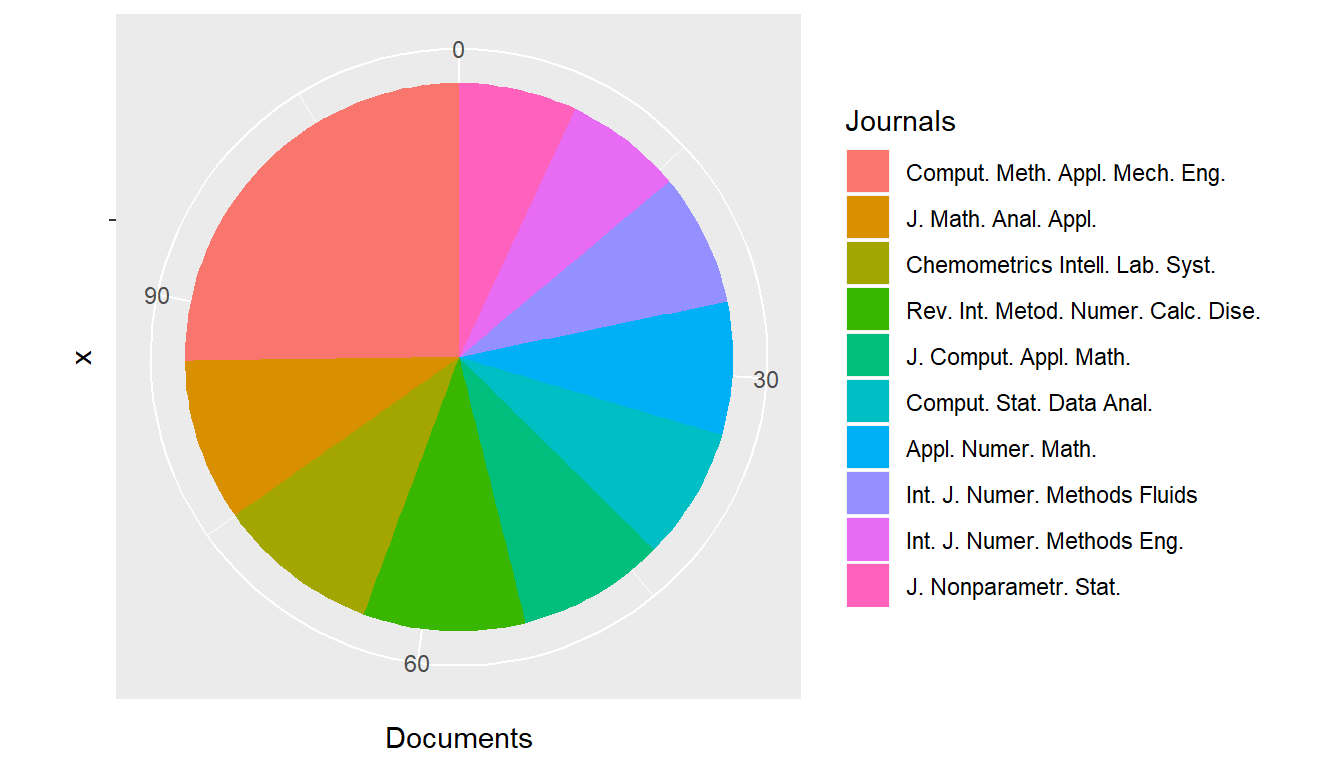 0
30
60
90
x
Documents
Journals
Comput. Meth. Appl. Mech. Eng.
J. Math. Anal. Appl.
Chemometrics Intell. Lab. Syst.
Rev. Int. Metod. Numer. Calc. Dise.
J. Comput. Appl. Math.
Comput. Stat. Data Anal.
Appl. Numer. Math.
Int. J. Numer. Methods Fluids
Int. J. Numer. Methods Eng.
J. Nonparametr. Stat.